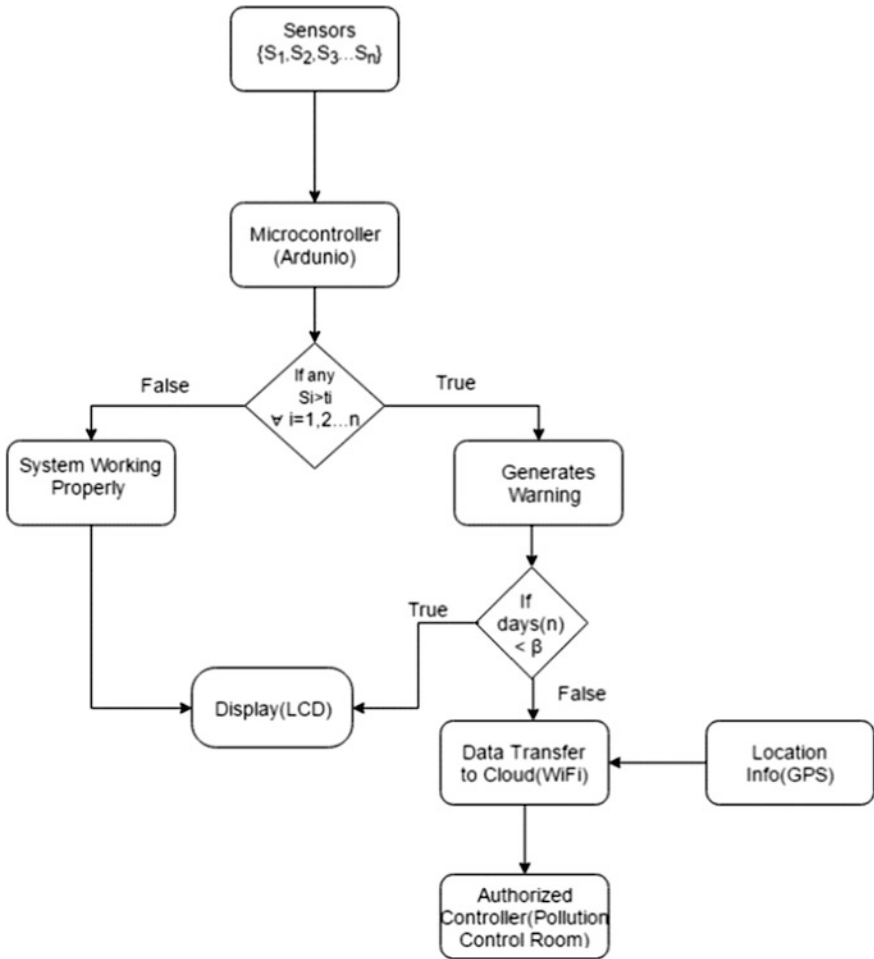 Sensors
{S1,S2,S3...Sn}
Microcontroller
(Ardunio)
If any
Si>ti
∀ i=1,2...n
False
True
System Working
Properly
Generates
Warning
If
days(n)
< β
True
False
Display(LCD)
Data Transfer
to Cloud(WiFi)
Location
Info(GPS)
Authorized
Controller(Pollution
Control Room)